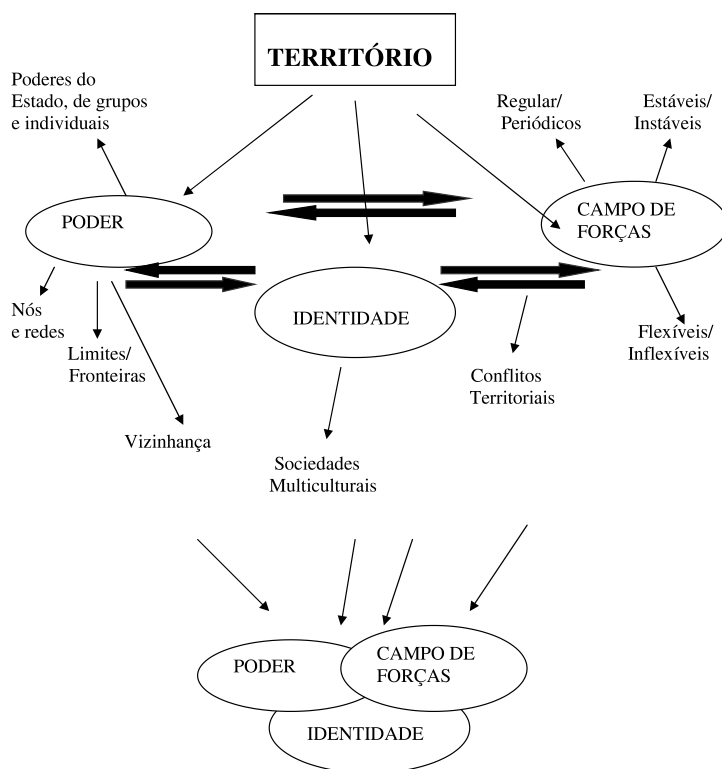 TERRITÓRIO
Poderes do
Estado, de grupos
e individuais
Regular/
Periódicos
Estáveis/
Instáveis
PODER
CAMPO DE
FORÇAS
IDENTIDADE
Nós
e redes
Limites/
Fronteiras
Vizinhança
Flexíveis/
Inflexíveis
Conflitos
Territoriais
Sociedades
Multiculturais
PODER
CAMPO DE
FORÇAS
IDENTIDADE